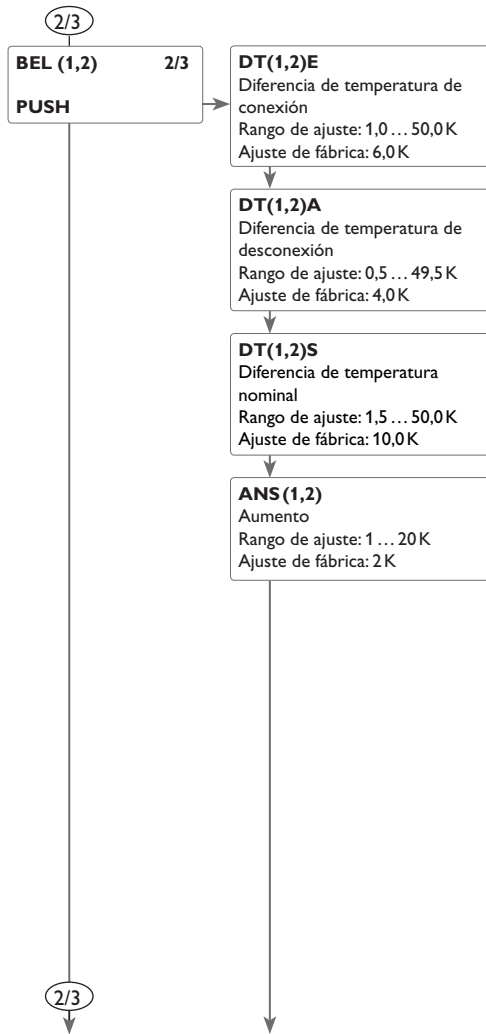 2/3
BEL (1,2) 2/3
PUSH
DT(1,2)E
Diferencia de temperatura de
conexión
Rango de ajuste: 1,0 … 50,0 K
Ajuste de fábrica: 6,0 K
DT(1,2)A
Diferencia de temperatura de
desconexión
Rango de ajuste: 0,5 … 49,5 K
Ajuste de fábrica: 4,0 K
DT(1,2)S
Diferencia de temperatura
nominal
Rango de ajuste: 1,5 … 50,0 K
Ajuste de fábrica: 10,0 K
ANS (1,2)
Aumento
Rango de ajuste: 1 … 20 K
Ajuste de fábrica: 2 K
2/3